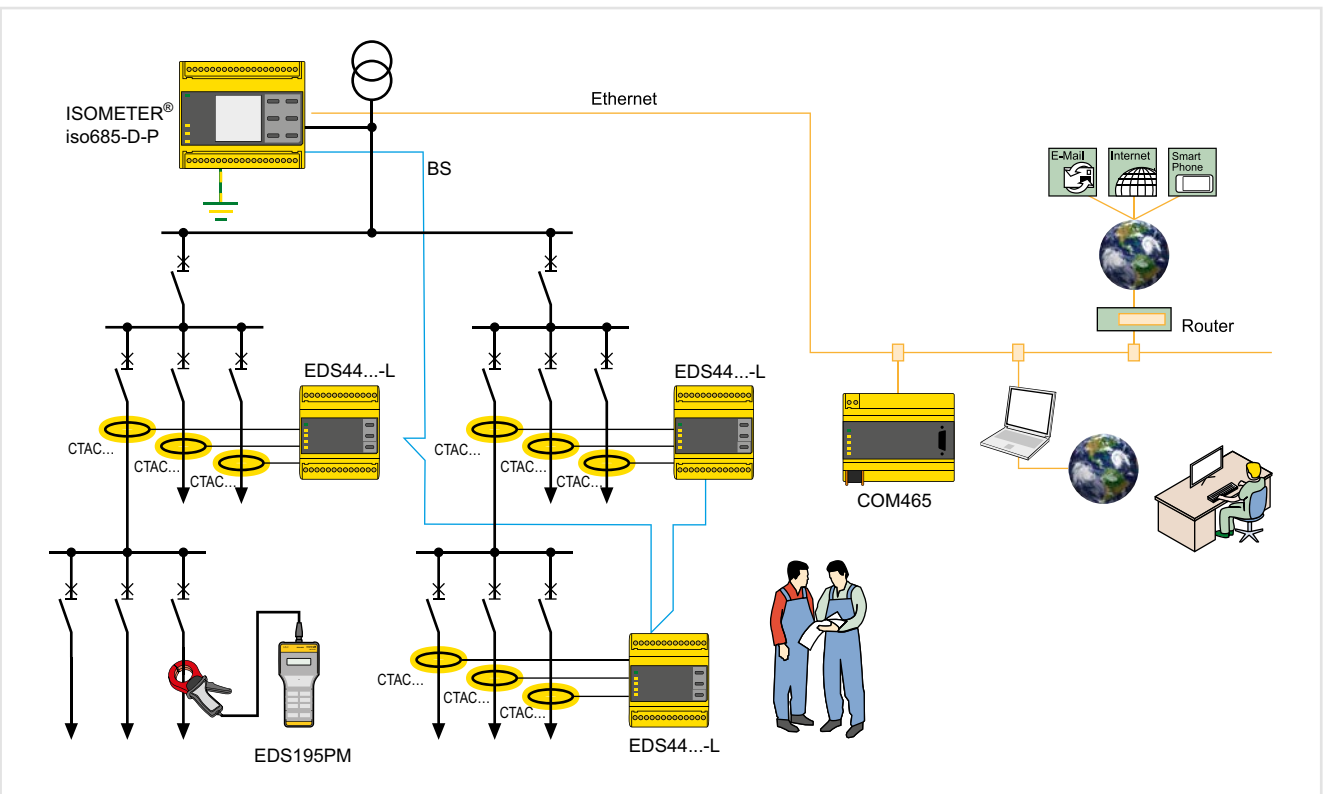 ISOMETER®
iso685-D-P
Ethernet
BS
E-Mail
Internet
Smart
Phone
Router
EDS44...-L
EDS44...-L
CTAC...
CTAC...
CTAC...
CTAC...
CTAC...
CTAC...
COM465
CTAC...
CTAC...
CTAC...
EDS195PM
EDS44...-L